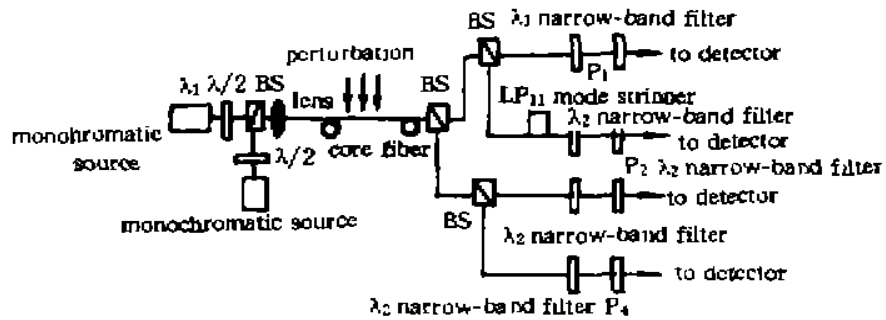 BS λ₁ narrow-band filter
to detector
perturbation
P₁
λ₁ λ/2 BS
lens
BS
LP₁₁ mode stripper
λ₂ narrow-band filter
to detector
monochromatic
source
λ/2
core fiber
P₂ λ₂ narrow-band filter
to detector
monochromatic source
BS
λ₂ narrow-band filter
to detector
λ₂ narrow-band filter P₄